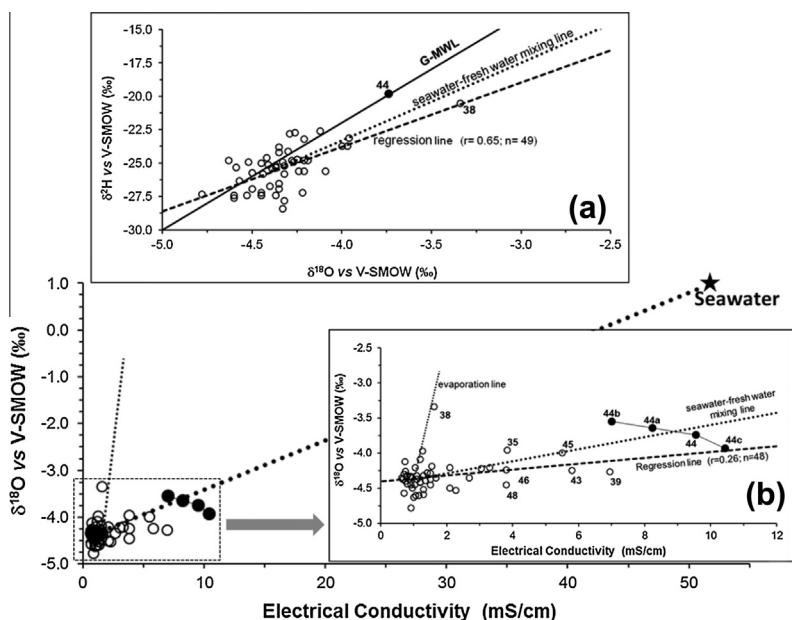 -15.0
-17.5
-20.0
-22.5
-25.0
-27.5
-30.0
δ²H vs V-SMOW (‰)
G-MWL
44
seawater-fresh water mixing line
38
regression line (r= 0.65; n= 49)
(a)
-5.0 -4.5 -4.0 -3.5 -3.0 -2.5
δ¹⁸O vs V-SMOW (‰)
1.0
0.0
-1.0
-2.0
-3.0
-4.0
-5.0
δ¹⁸O vs V-SMOW (‰)
Seawater
-2.5
-3.0
-3.5
-4.0
-4.5
-5.0
δ¹⁸O vs V-SMOW (‰)
evaporation line
38
44b
44a
44
44c
seawater-fresh water
mixing line
35
45
Regression line (r=0.26; n=48)
46
43
39
48
(b)
0 2 4 6 8 10 12
Electrical Conductivity (mS/cm)
0 10 20 30 40 50
Electrical Conductivity (mS/cm)